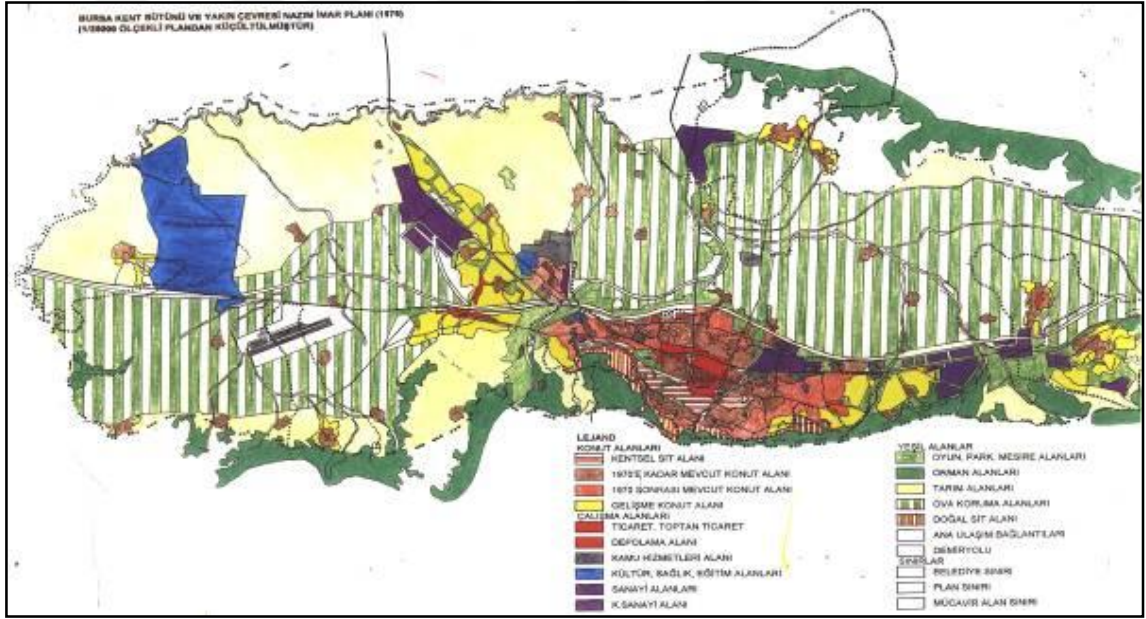 BURSA KENT BÜTÜNÜ VE YAKIN ÇEVRESİ NAZIM İMAR PLANI (1976)
(1/25000 ÖLÇEKLİ PLANDAN KÜÇÜLTÜLMÜŞTÜR)
LEJAND
KONUT ALANLARI
KENTSEL SİT ALANI
1970'E KADAR MEVCUT KONUT ALANI
1970 SONRASI MEVCUT KONUT ALANI
GELİŞME KONUT ALANI
ÇALIŞMA ALANLARI
TİCARET, TOPTAN TİCARET
DEPOLAMA ALANI
KAMU HİZMETLERİ ALANI
KÜLTÜR, SAĞLIK, EĞİTİM ALANLARI
SANAYİ ALANLARI
K.SANAYİ ALANI
YEŞİL ALANLAR
OYUN, PARK, MESİRE ALANLARI
ORMAN ALANLARI
TARIM ALANLARI
OVA KORUMA ALANLARI
DOĞAL SİT ALANI
ANA ULAŞIM BAĞLANTILARI
DEMİRYOLU
SINIRLAR
BELEDİYE SINIRI
PLAN SINIRI
MÜCAVİR ALAN SINIRI